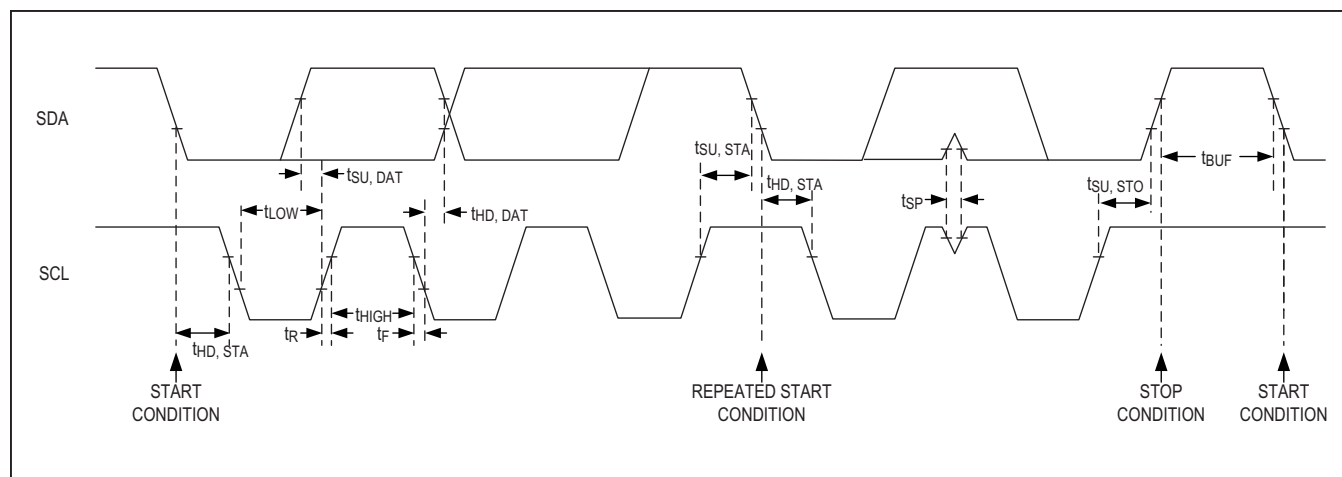 SDA
tSU, STA
tBUF
tSU, DAT
tHD, STA
tSU, STO
tLOW
tHD, DAT
tSP
SCL
tHIGH
tR
tF
tHD, STA
START
CONDITION
REPEATED START
CONDITION
STOP
CONDITION
START
CONDITION